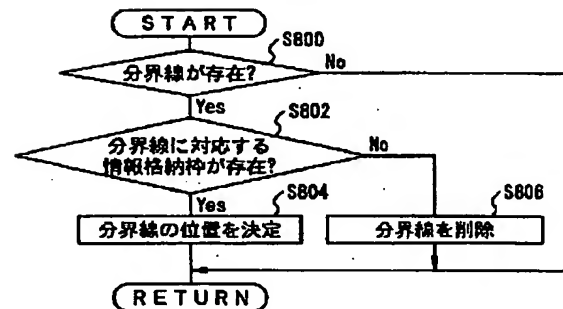 START
S800
分界線が存在?
No
Yes
S802
分界線に対応する
情報格納枠が存在?
No
Yes
S804
分界線の位置を決定
S806
分界線を削除
RETURN